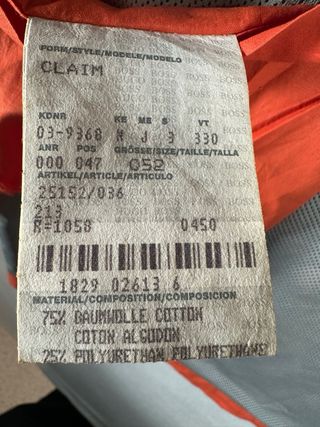 FORM/STYLE/MODELE/MODELO
CLAIM
KDNR KE ME S VT
03-9368 H J 3 330
ANR POS GRÖSSE/SIZE/TAILLE/TALLA
000 047 052
ARTIKEL/ARTICLE/ARTICULO
25152/036
213
R=1058 0450
1829 02613 6
MATERIAL/COMPOSITION/COMPOSICION
75% BAUMWOLLE COTTON
COTON ALGODON
25% POLYURETHAN POLYURETHANE